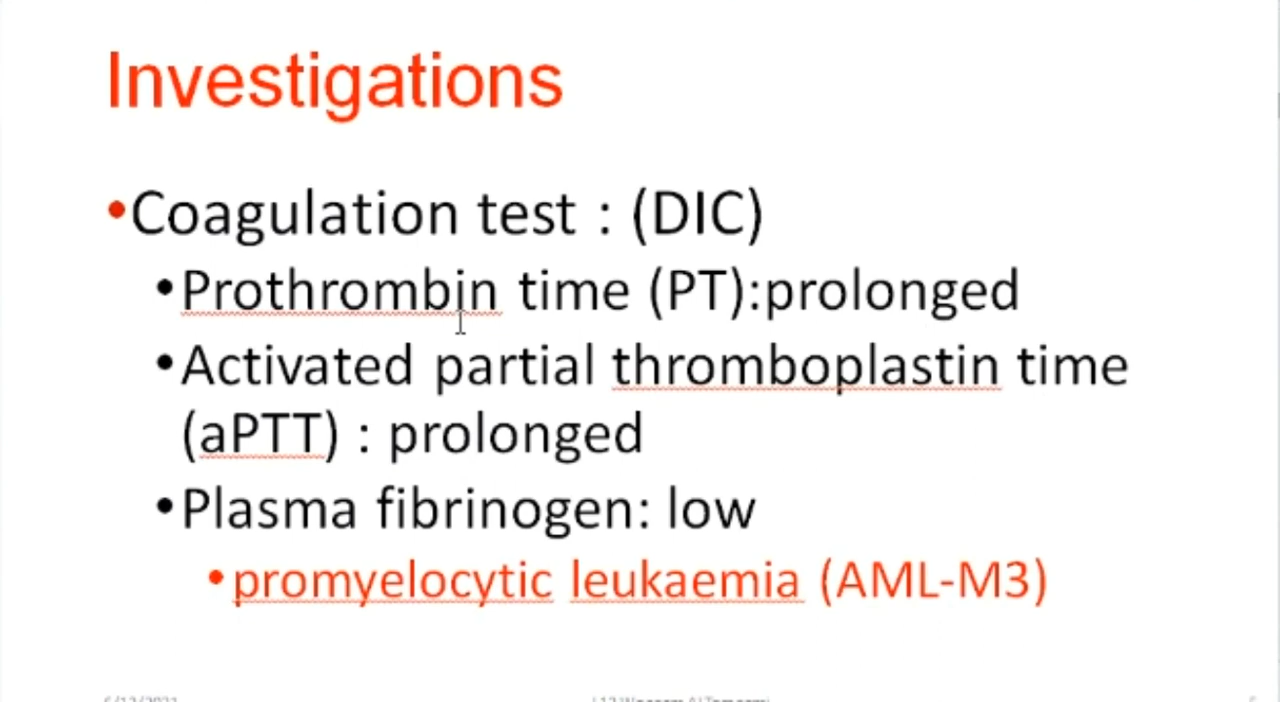 Investigations
•Coagulation test : (DIC)
•Prothrombin time (PT):prolonged
•Activated partial thromboplastin time
(aPTT) : prolonged
•Plasma fibrinogen: low
•promyelocytic leukaemia (AML-M3)